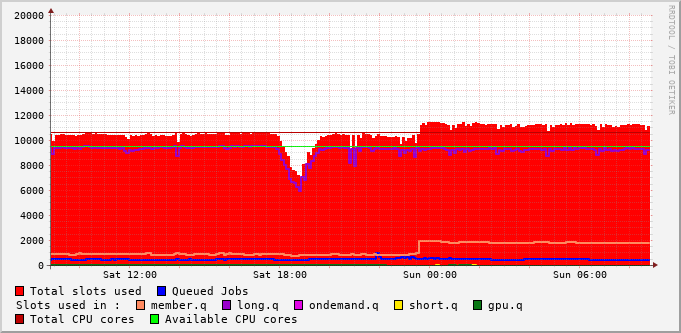 RRDTOOL / TOBI OETIKER
20000
18000
16000
14000
12000
10000
8000
6000
4000
2000
0
Sat 12:00 Sat 18:00 Sun 00:00 Sun 06:00
Total slots used Queued Jobs
Slots used in : member.q long.q ondemand.q short.q gpu.q
Total CPU cores Available CPU cores